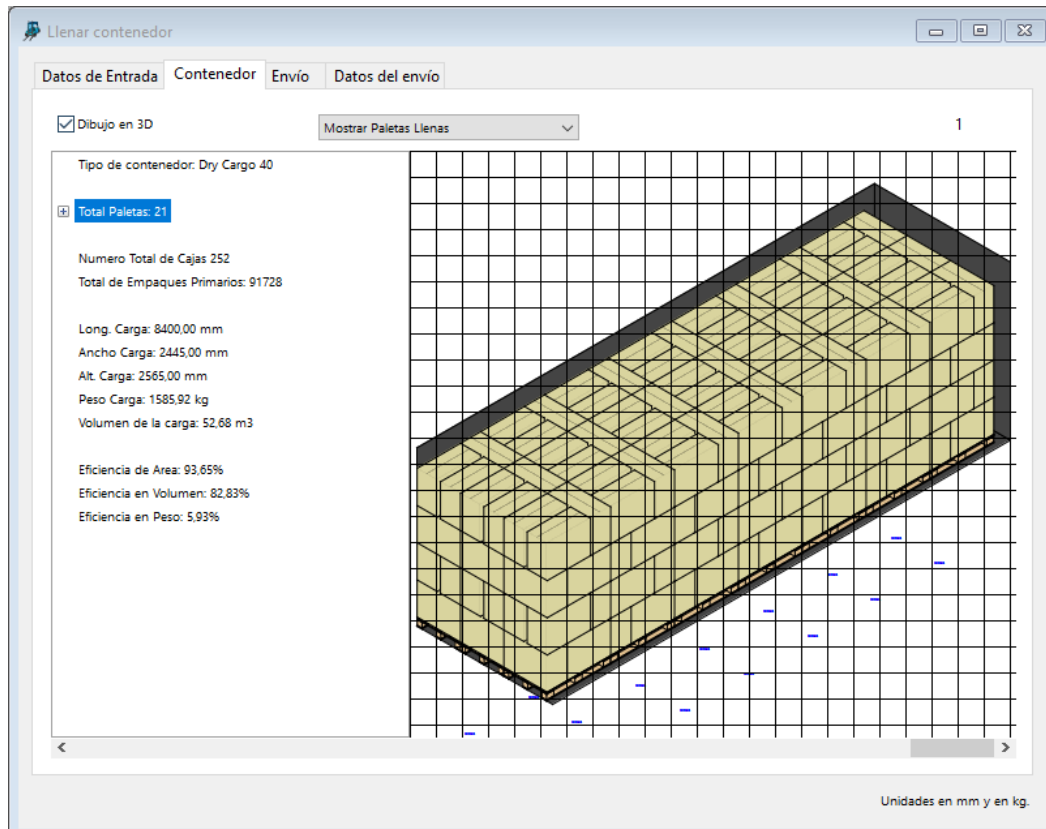 Llenar contenedor
Datos de Entrada Contenedor Envío Datos del envío
Dibujo en 3D Mostrar Paletas Llenas 1
Tipo de contenedor: Dry Cargo 40
Total Paletas: 21
Numero Total de Cajas 252
Total de Empaques Primarios: 91728
Long. Carga: 8400,00 mm
Ancho Carga: 2445,00 mm
Alt. Carga: 2565,00 mm
Peso Carga: 1585,92 kg
Volumen de la carga: 52,68 m3
Eficiencia de Area: 93,65%
Eficiencia en Volumen: 82,83%
Eficiencia en Peso: 5,93%
Unidades en mm y en kg.